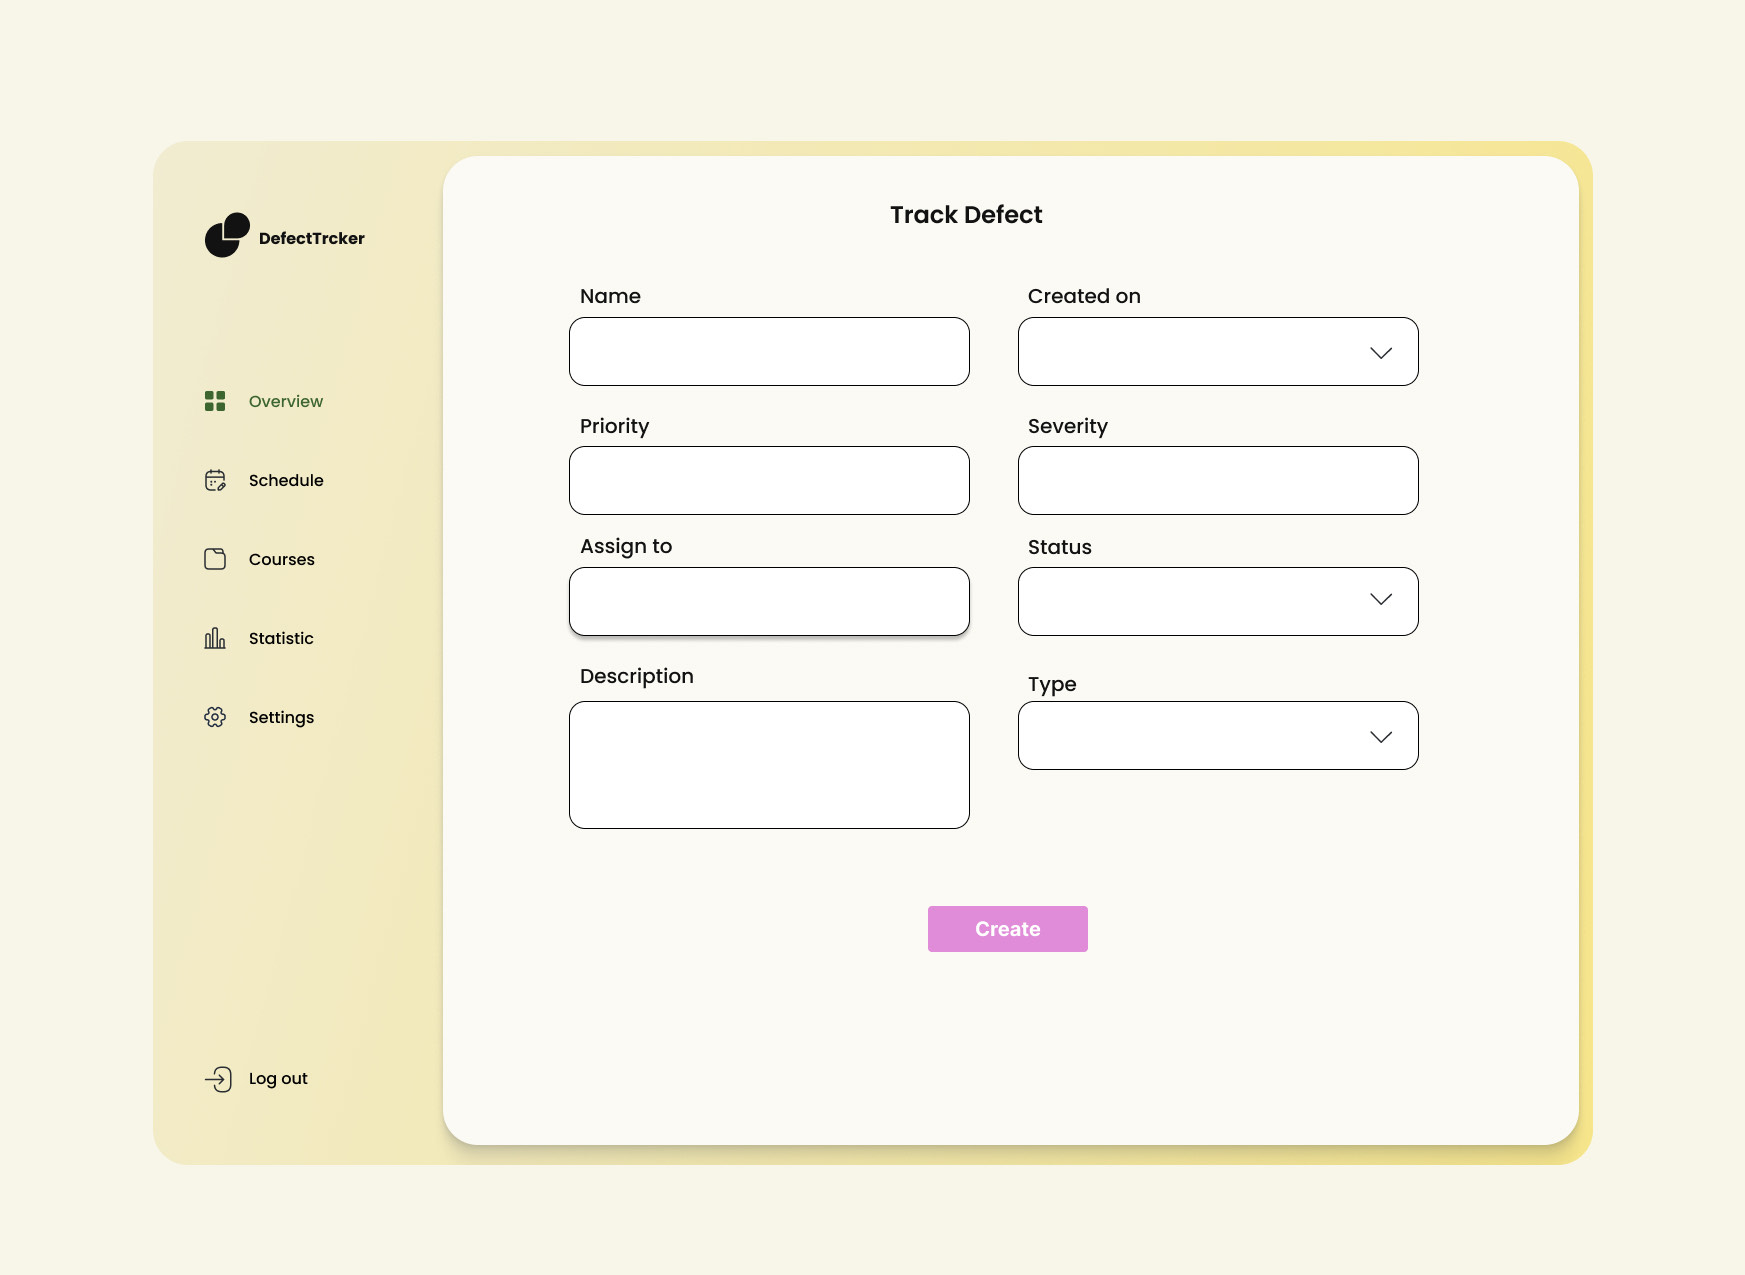 DefectTrcker
Overview
Schedule
Courses
Statistic
Settings
Log out
Track Defect
Name
Created on
Priority
Severity
Assign to
Status
Description
Type
Create